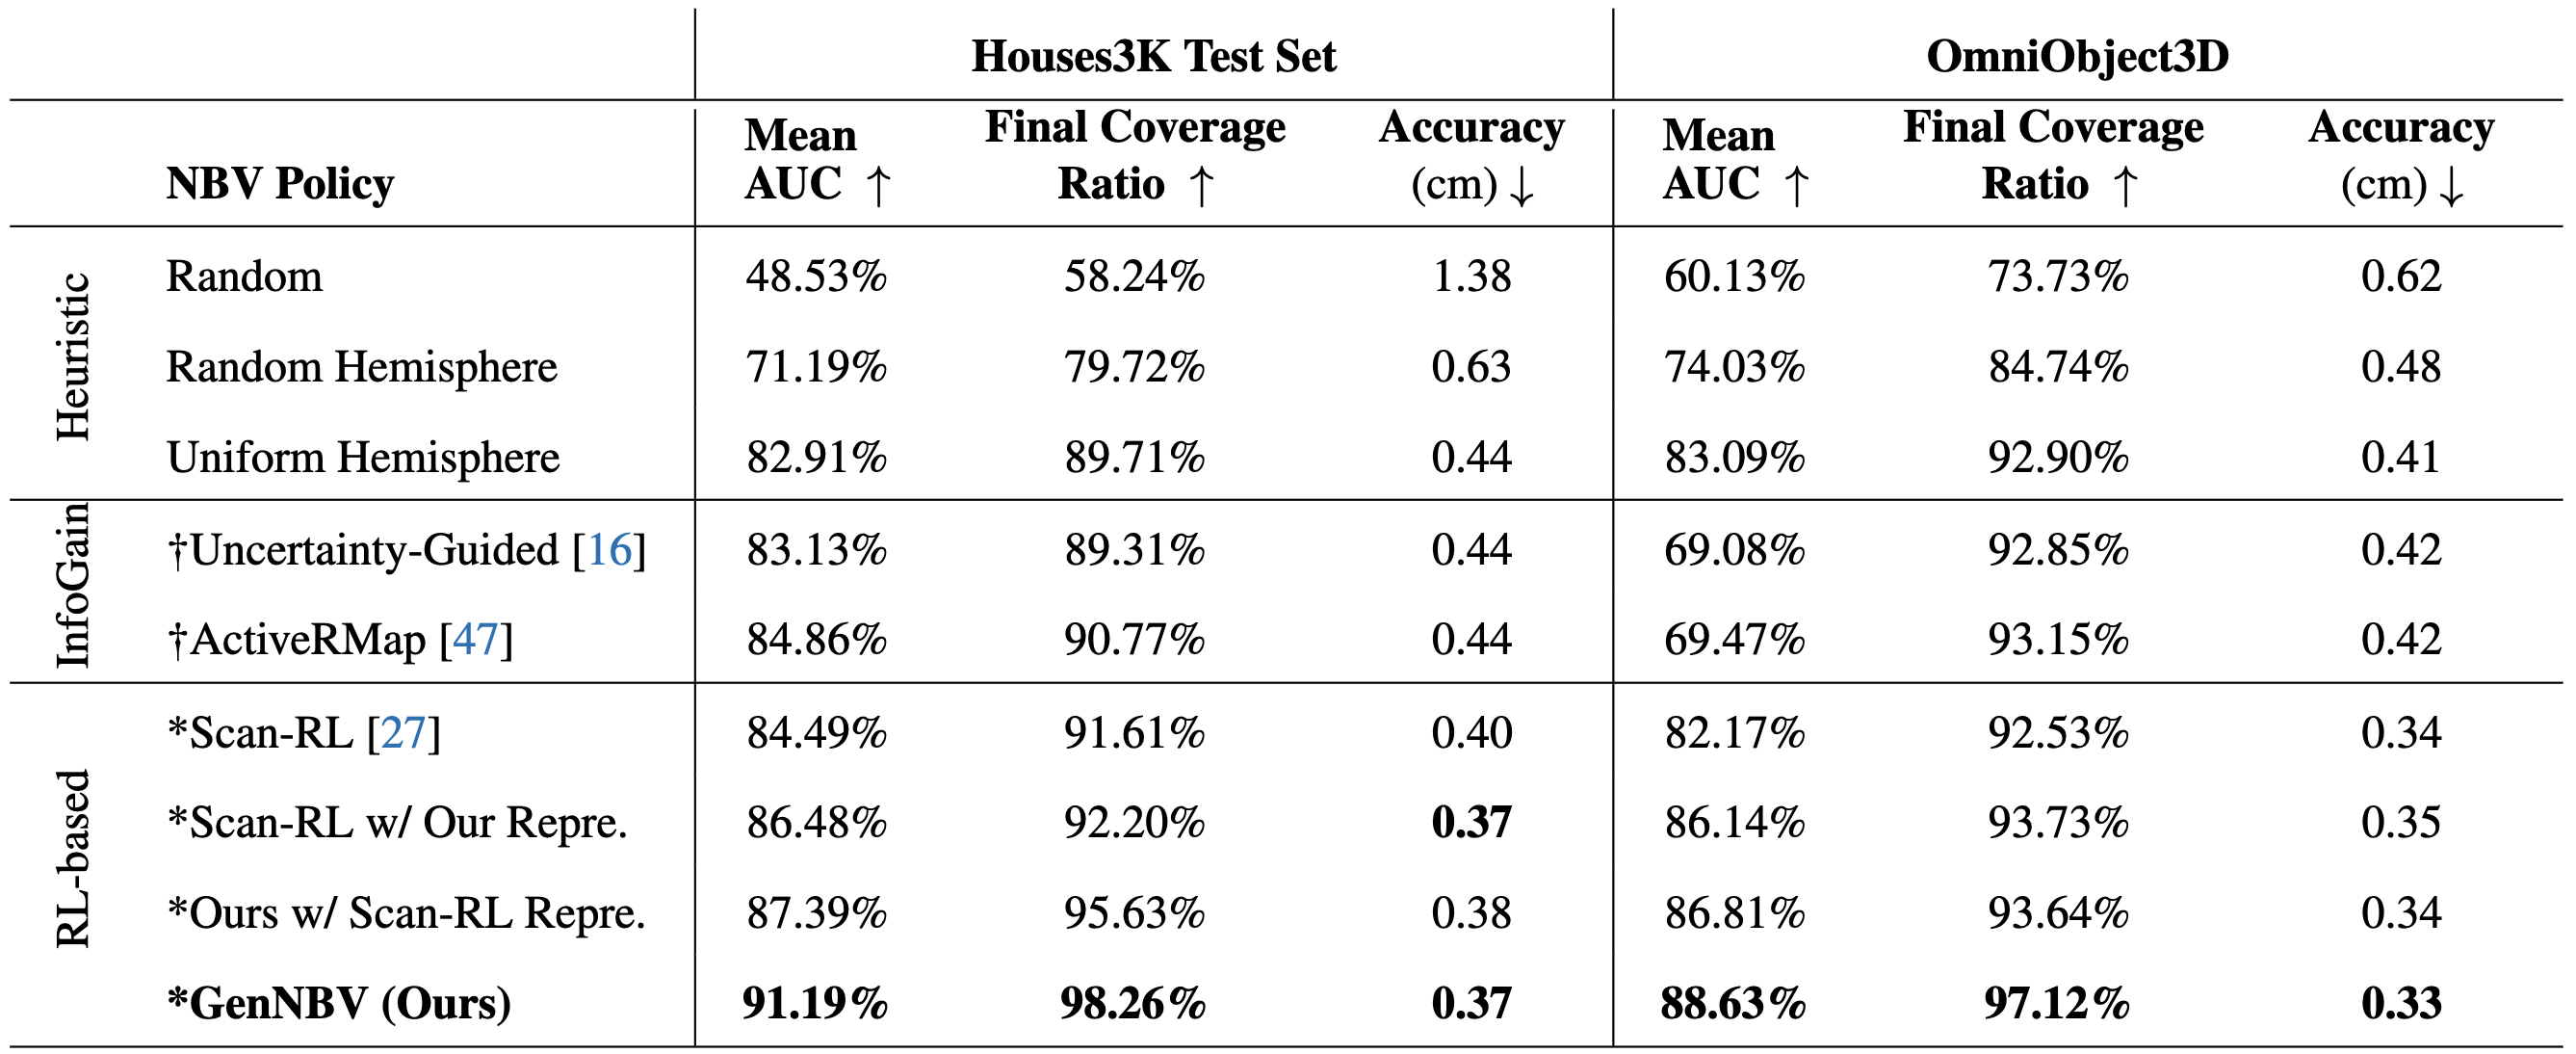 Houses3K Test Set OmniObject3D
NBV Policy Mean AUC ↑ Final Coverage Ratio ↑ Accuracy (cm) ↓ Mean AUC ↑ Final Coverage Ratio ↑ Accuracy (cm) ↓
Heuristic
Random 48.53% 58.24% 1.38 60.13% 73.73% 0.62
Random Hemisphere 71.19% 79.72% 0.63 74.03% 84.74% 0.48
Uniform Hemisphere 82.91% 89.71% 0.44 83.09% 92.90% 0.41
InfoGain
†Uncertainty-Guided [16] 83.13% 89.31% 0.44 69.08% 92.85% 0.42
†ActiveRMap [47] 84.86% 90.77% 0.44 69.47% 93.15% 0.42
RL-based
*Scan-RL [27] 84.49% 91.61% 0.40 82.17% 92.53% 0.34
*Scan-RL w/ Our Repre. 86.48% 92.20% 0.37 86.14% 93.73% 0.35
*Ours w/ Scan-RL Repre. 87.39% 95.63% 0.38 86.81% 93.64% 0.34
*GenNBV (Ours) 91.19% 98.26% 0.37 88.63% 97.12% 0.33